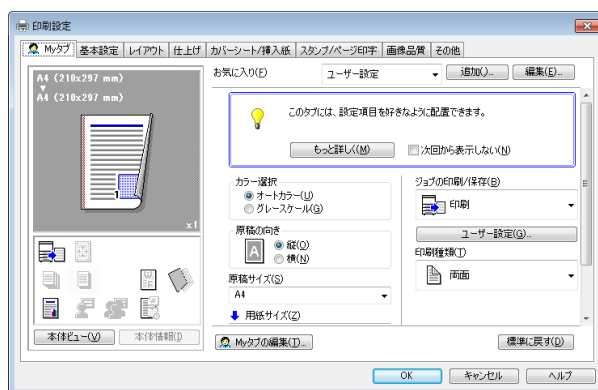 印刷設定
Myタブ 基本設定 レイアウト 仕上げ カバーシート/挿入紙 スタンプ/ページ印字 画像品質 その他
A4 (210x297 mm)
A4 (210x297 mm)
x1
本体ビュー(V) 本体情報(I)
お気に入り(F) ユーザー設定 追加(.)... 編集(E)...
このタブには、設定項目を好きなように配置できます。
もっと詳しく(M) 次回から表示しない(N)
カラー選択
オートカラー(U)
グレースケール(G)
原稿の向き
A
縦(O)
横(N)
原稿サイズ(S)
A4
用紙サイズ(Z)
ジョブの印刷/保存(B)
印刷
ユーザー設定(G)...
印刷種類(T)
両面
Myタブの編集(T)... 標準に戻す(D)
OK キャンセル ヘルプ